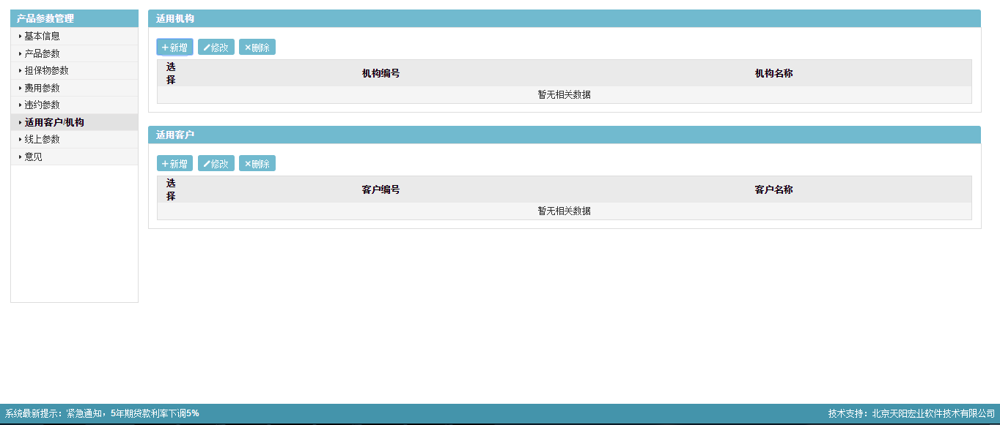 产品参数管理
基本信息
产品参数
担保物参数
费用参数
违约参数
适用客户/机构
线上参数
意见
适用机构
新增 修改 删除
选择 机构编号 机构名称
暂无相关数据
适用客户
新增 修改 删除
选择 客户编号 客户名称
暂无相关数据
系统最新提示：紧急通知，5年期贷款利率下调5% 技术支持：北京天阳宏业软件技术有限公司